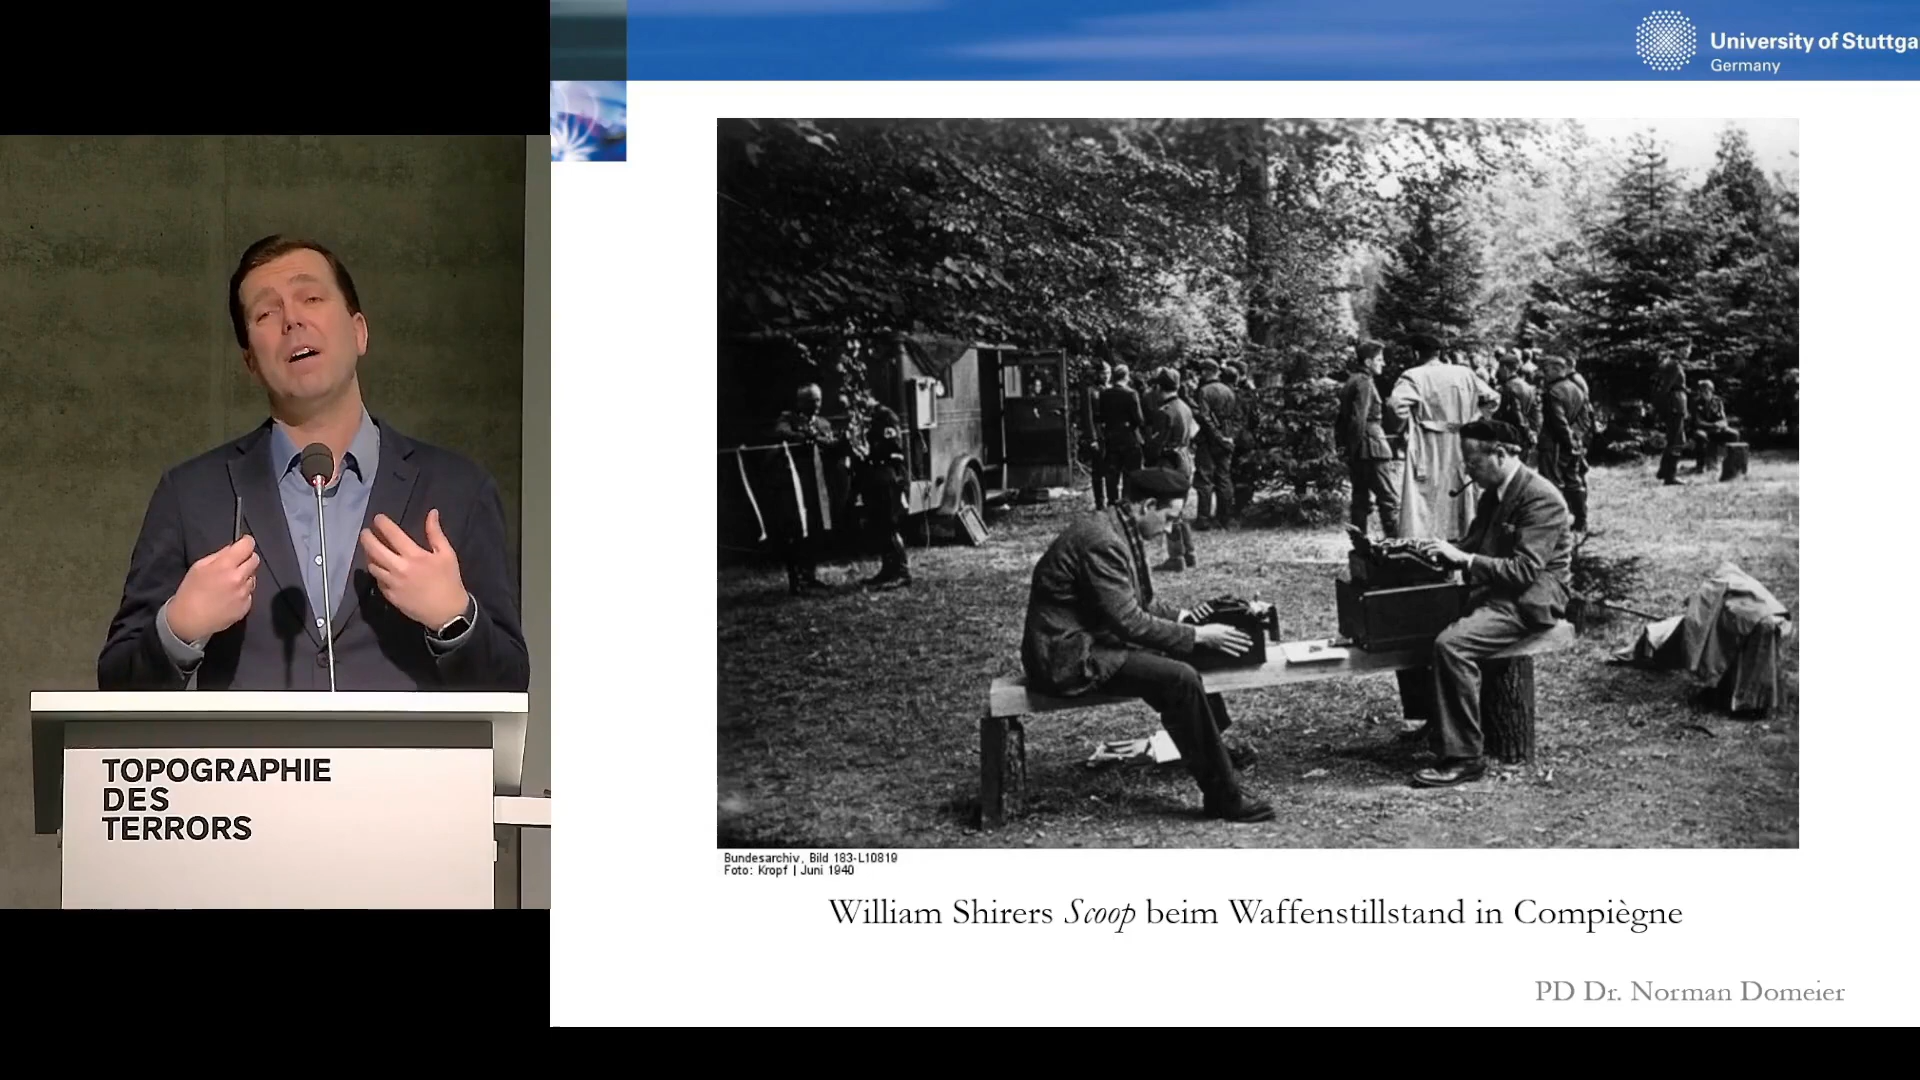 University of Stuttga
Germany
TOPOGRAPHIE
DES
TERRORS
Bundesarchiv, Bild 183-L10819
Foto: Kropf | Juni 1940
William Shirers Scoop beim Waffenstillstand in Compiègne
PD Dr. Norman Domeier